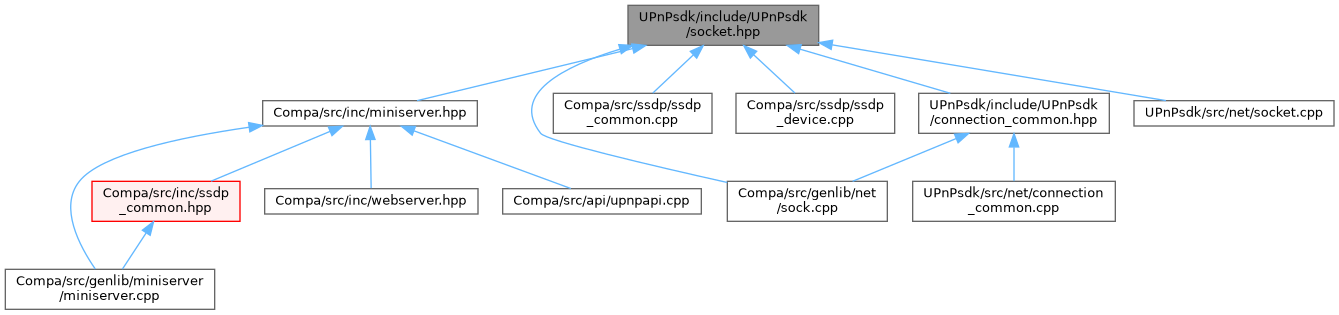 UPnPsdk/include/UPnPsdk
/socket.hpp
Compa/src/inc/miniserver.hpp
Compa/src/ssdp/ssdp
_common.cpp
Compa/src/ssdp/ssdp
_device.cpp
UPnPsdk/include/UPnPsdk
/connection_common.hpp
UPnPsdk/src/net/socket.cpp
Compa/src/inc/ssdp
_common.hpp
Compa/src/inc/webserver.hpp
Compa/src/api/upnpapi.cpp
Compa/src/genlib/net
/sock.cpp
UPnPsdk/src/net/connection
_common.cpp
Compa/src/genlib/miniserver
/miniserver.cpp